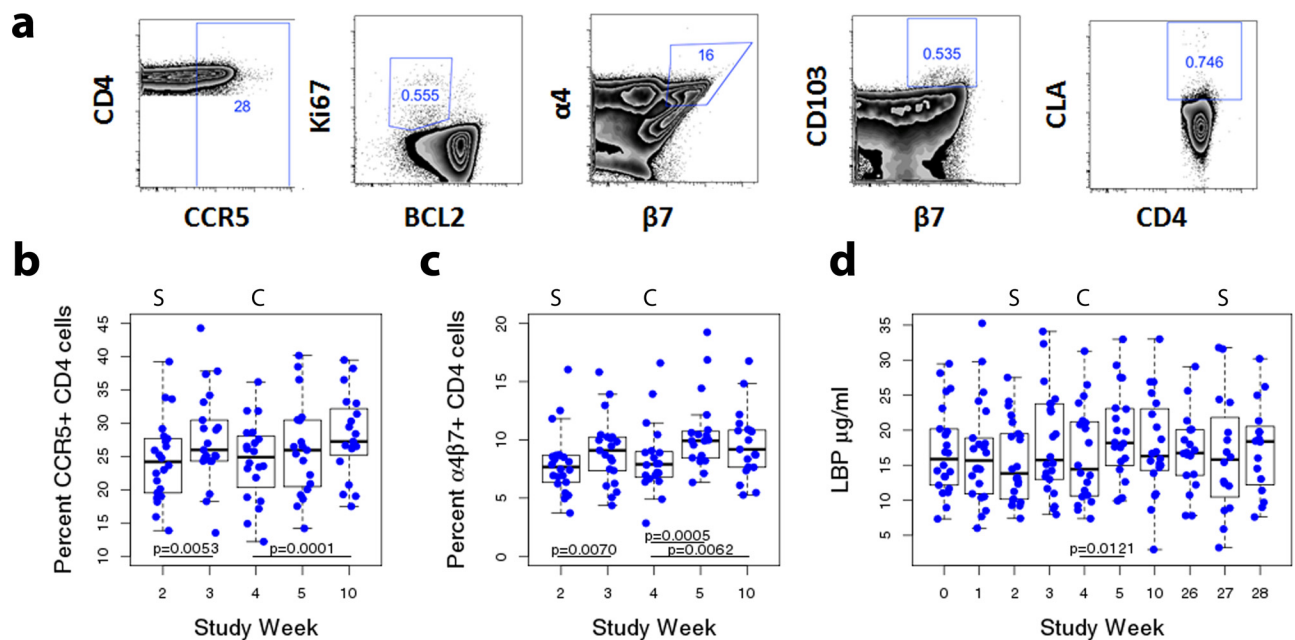 a
CD4
28
CCR5
Ki67
0.555
BCL2
α4
16
β7
CD103
0.535
β7
CLA
0.746
CD4
b
S C
Percent CCR5+ CD4 cells
45
40
35
30
25
20
15
10
p=0.0053 p=0.0001
2 3 4 5 10
Study Week
c
S C
Percent α4β7+ CD4 cells
20
15
10
5
0
p=0.0005
p=0.0070 p=0.0062
2 3 4 5 10
Study Week
d
S C S
LBP µg/ml
35
30
25
20
15
10
5
p=0.0121
0 1 2 3 4 5 10 26 27 28
Study Week